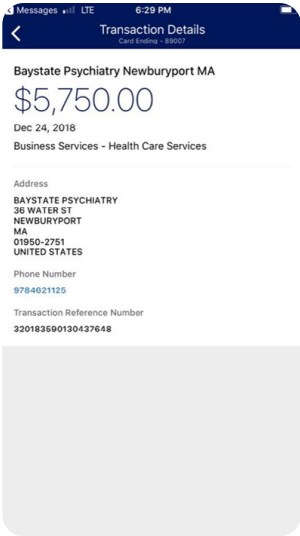 Messages LTE 6:29 PM
Transaction Details
Card Ending - 89007
Baystate Psychiatry Newburyport MA
$5,750.00
Dec 24, 2018
Business Services - Health Care Services
Address
BAYSTATE PSYCHIATRY
36 WATER ST
NEWBURYPORT
MA
01950-2751
UNITED STATES
Phone Number
9784621125
Transaction Reference Number
320183590130437648